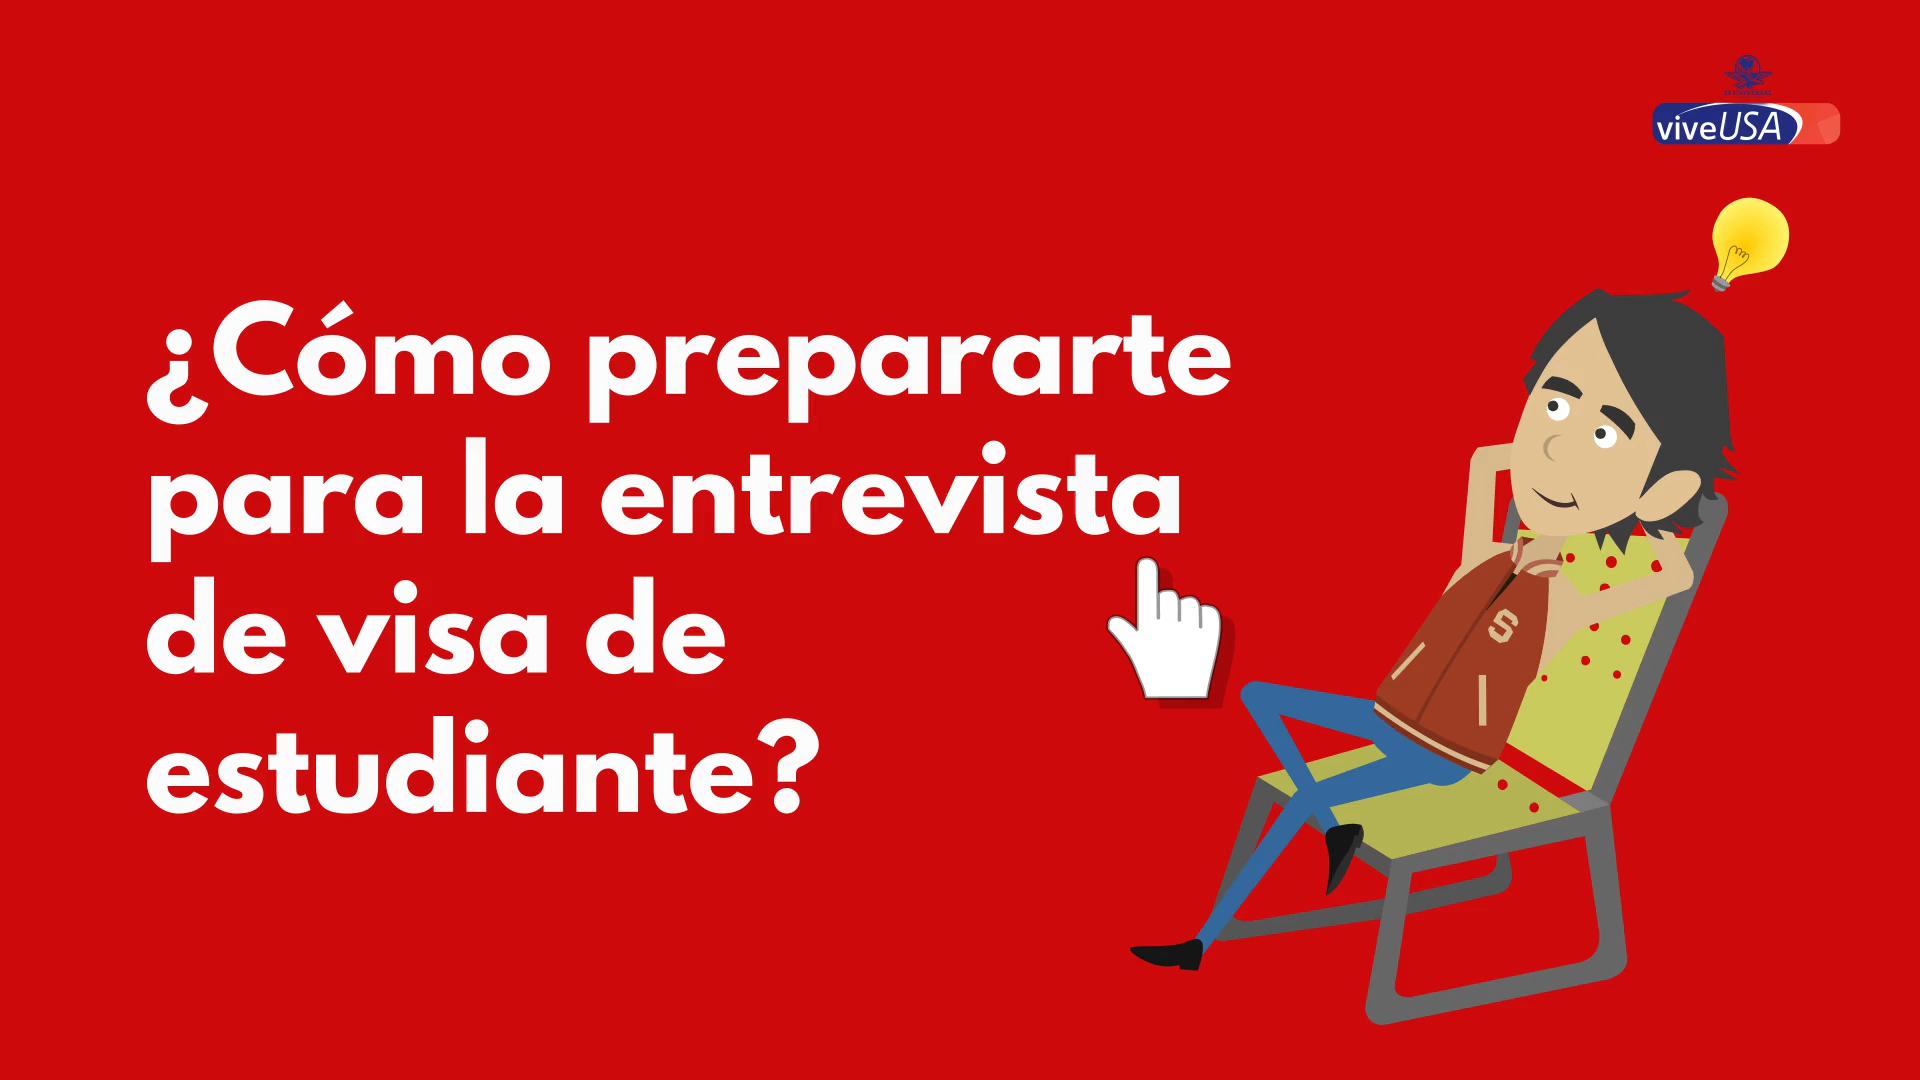 viveUSA
¿Cómo prepararte
para la entrevista
de visa de
estudiante?
S